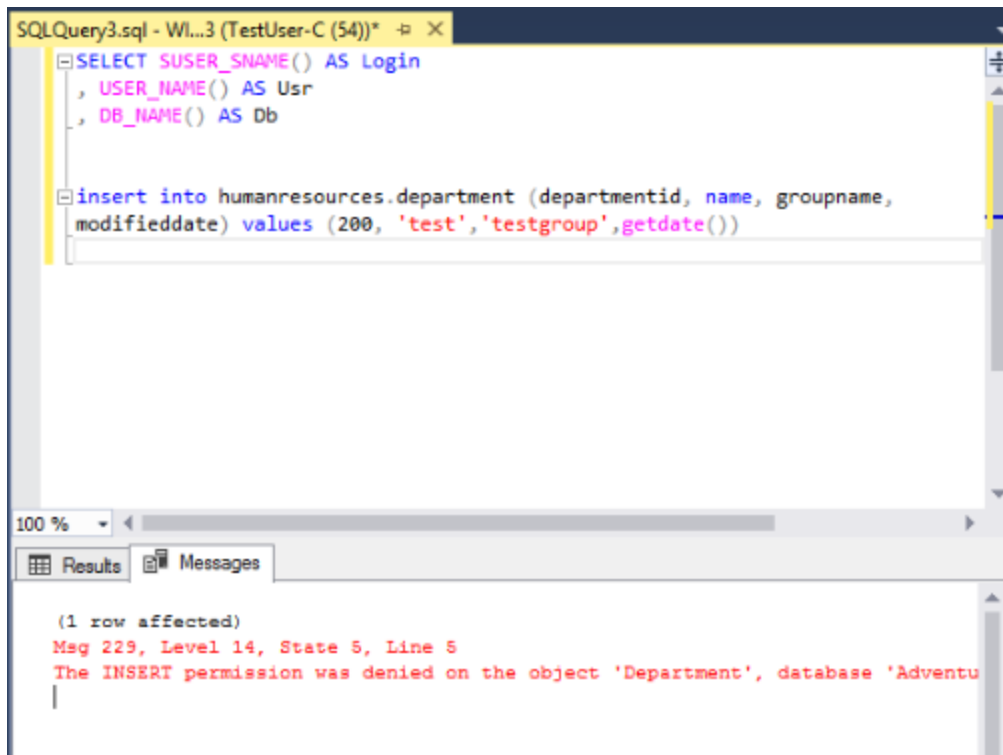 SQLQuery3.sql - WI...3 (TestUser-C (54))*
SELECT SUSER_SNAME() AS Login
, USER_NAME() AS Usr
, DB_NAME() AS Db
insert into humanresources.department (departmentid, name, groupname,
modifieddate) values (200, 'test','testgroup',getdate())
100 %
Results Messages
(1 row affected)
Msg 229, Level 14, State 5, Line 5
The INSERT permission was denied on the object 'Department', database 'Adventu